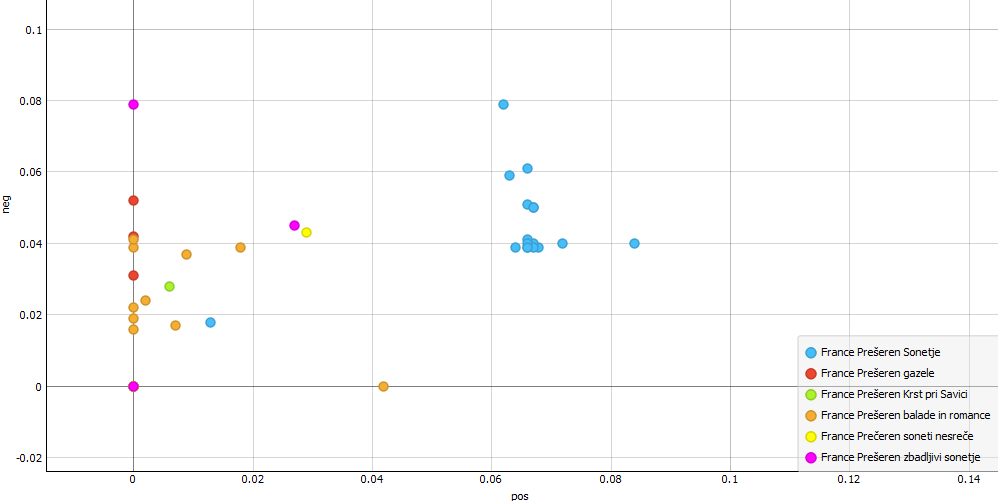 0.1
0.08
0.06
0.04
0.02
0
-0.02
neg
0 0.02 0.04 0.06 0.08 0.1 0.12 0.14
pos
France Prešeren Sonetje
France Prešeren gazele
France Prešeren Krst pri Savici
France Prešeren balade in romance
France Prečeren soneti nesreče
France Prešeren zbadljivi sonetje